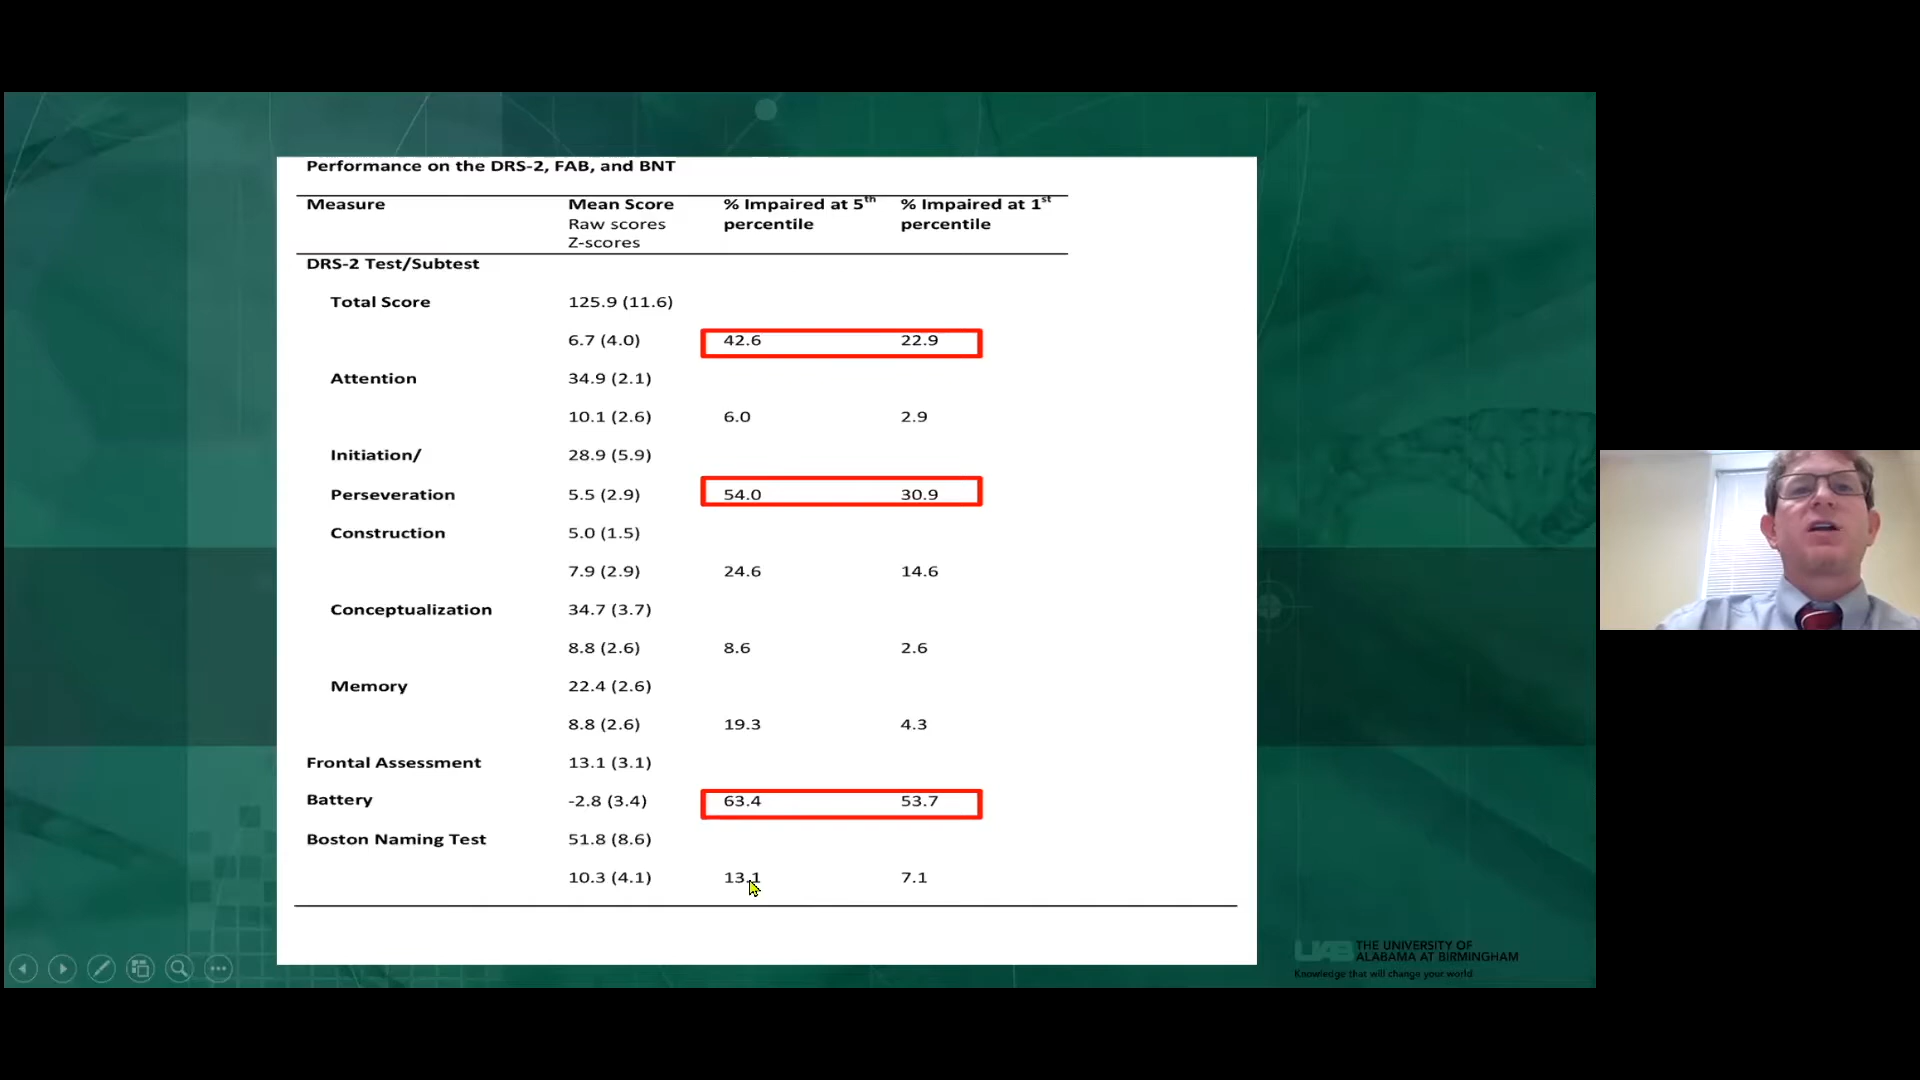 Performance on the DRS-2, FAB, and BNT
Measure Mean Score % Impaired at 5th % Impaired at 1st
Raw scores percentile percentile
Z-scores
DRS-2 Test/Subtest
Total Score 125.9 (11.6)
6.7 (4.0) 42.6 22.9
Attention 34.9 (2.1)
10.1 (2.6) 6.0 2.9
Initiation/ 28.9 (5.9)
Perseveration 5.5 (2.9) 54.0 30.9
Construction 5.0 (1.5)
7.9 (2.9) 24.6 14.6
Conceptualization 34.7 (3.7)
8.8 (2.6) 8.6 2.6
Memory 22.4 (2.6)
8.8 (2.6) 19.3 4.3
Frontal Assessment 13.1 (3.1)
Battery -2.8 (3.4) 63.4 53.7
Boston Naming Test 51.8 (8.6)
10.3 (4.1) 13.1 7.1
UAB THE UNIVERSITY OF
ALABAMA AT BIRMINGHAM
Knowledge that will change your world